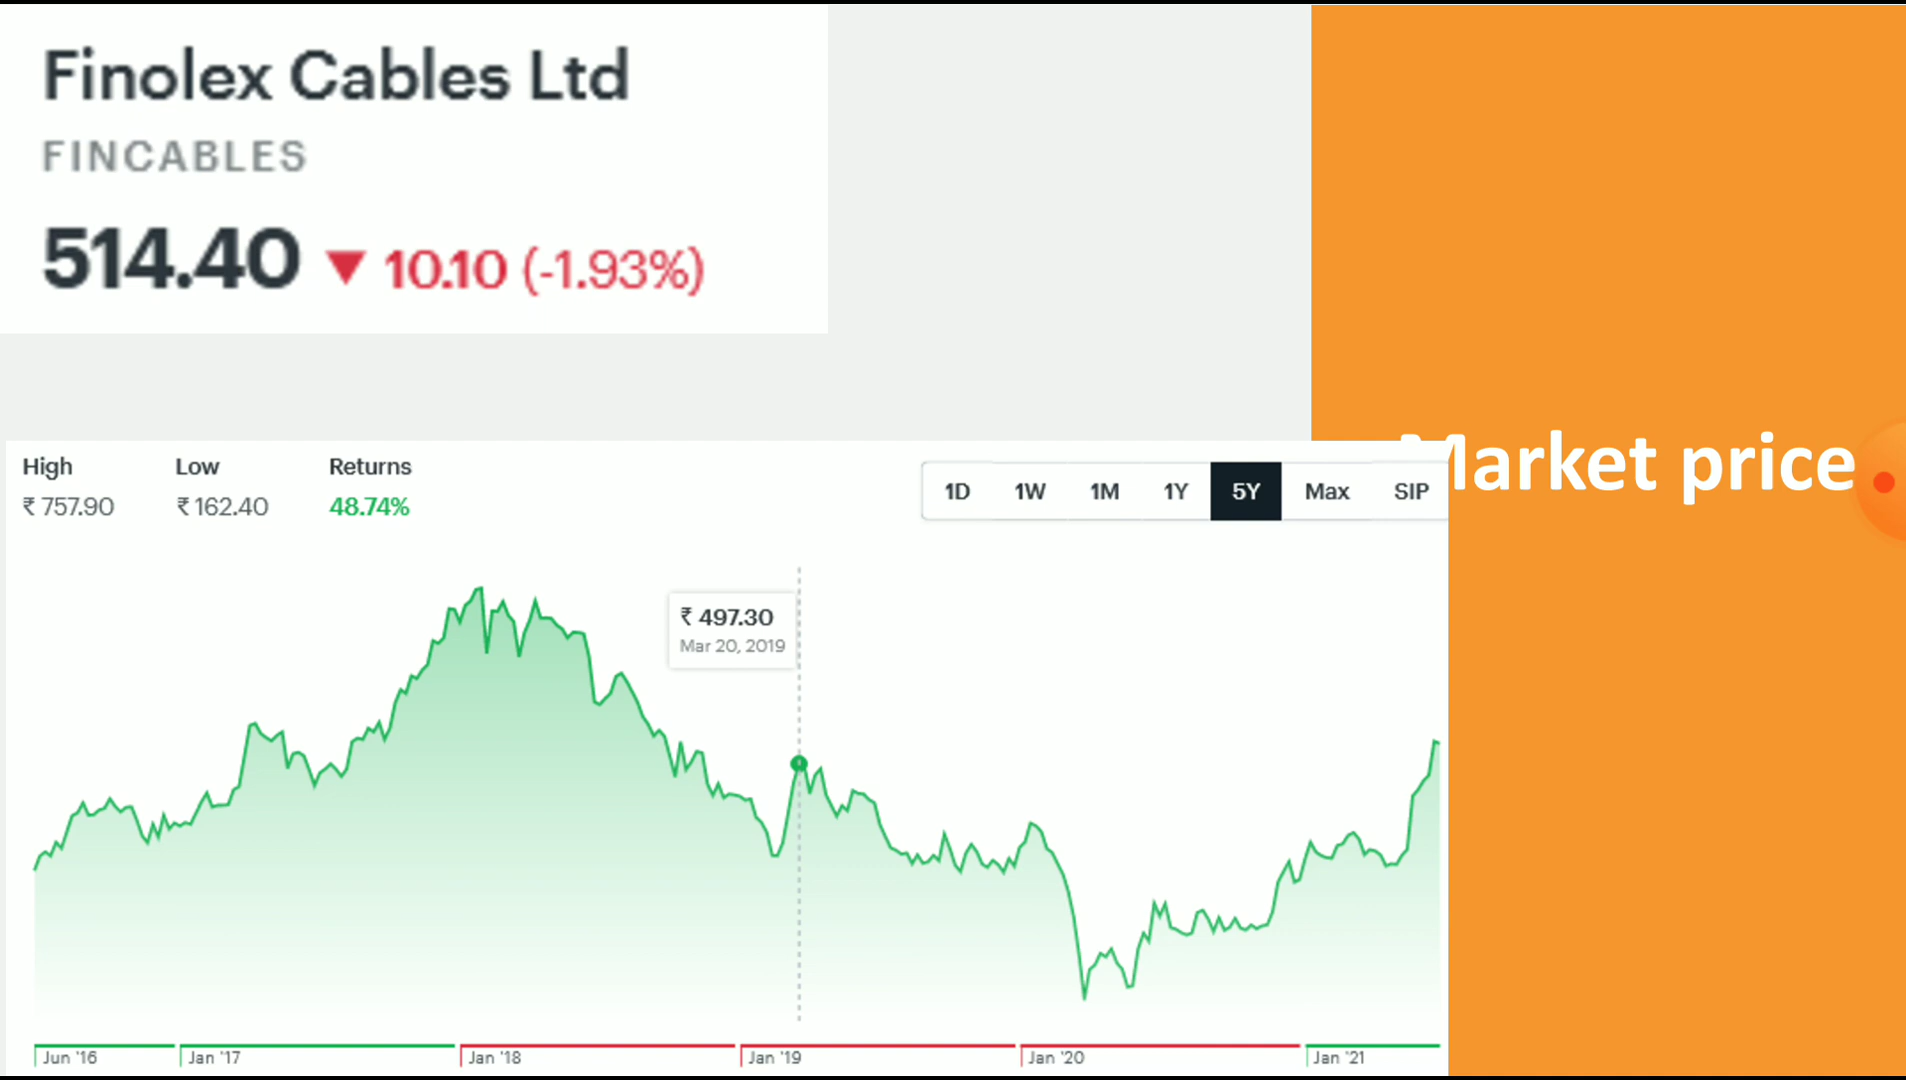 Finolex Cables Ltd
FINCABLES
514.40 ▼ 10.10 (-1.93%)
Market price
High Low Returns
₹ 757.90 ₹ 162.40 48.74%
1D 1W 1M 1Y 5Y Max SIP
₹ 497.30
Mar 20, 2019
Jun '16 Jan '17 Jan '18 Jan '19 Jan '20 Jan '21